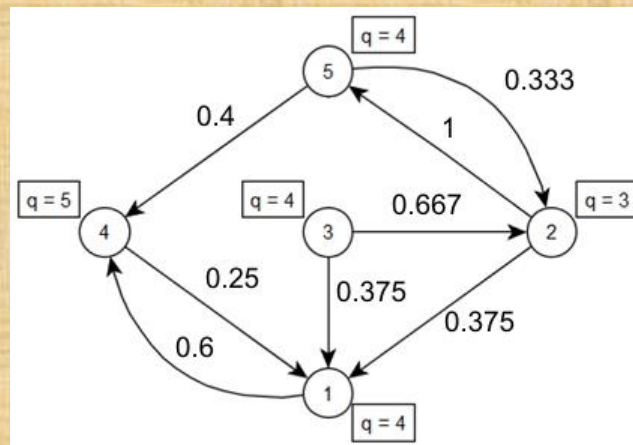 q = 4
5
0.333
0.4
1
q = 5
q = 4
q = 3
4
3
0.667
2
0.25
0.375
0.375
0.6
1
q = 4